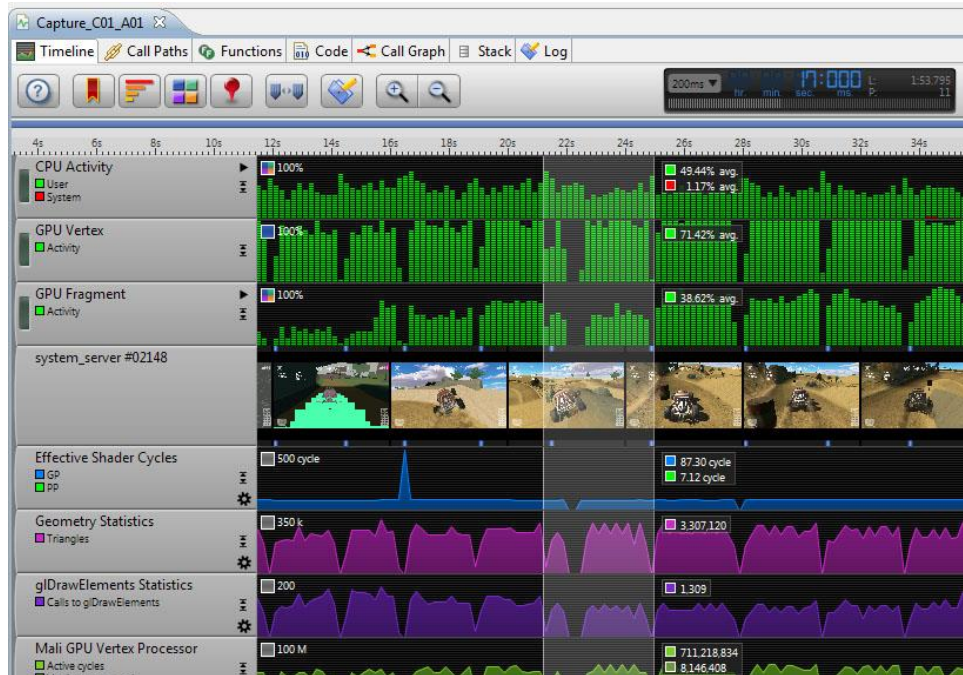 Capture_C01_A01
Timeline Call Paths Functions Code Call Graph Stack Log
200ms hr. min 17:000 sec. ms. L: 1:53.795
P: 11
4s 6s 8s 10s 12s 14s 16s 18s 20s 22s 24s 26s 28s 30s 32s 34s
CPU Activity 100% 49.44% avg.
User 1.17% avg.
System
GPU Vertex 100% 71.42% avg.
Activity
GPU Fragment 100% 38.62% avg.
Activity
system_server #02148
Effective Shader Cycles 500 cycle 87.30 cycle
GP 7.12 cycle
PP
Geometry Statistics 350 k 3,307,120
Triangles
glDrawElements Statistics 200 1,309
Calls to glDrawElements
Mali GPU Vertex Processor 100 M 711,218,834
Active cycles 8,146,408